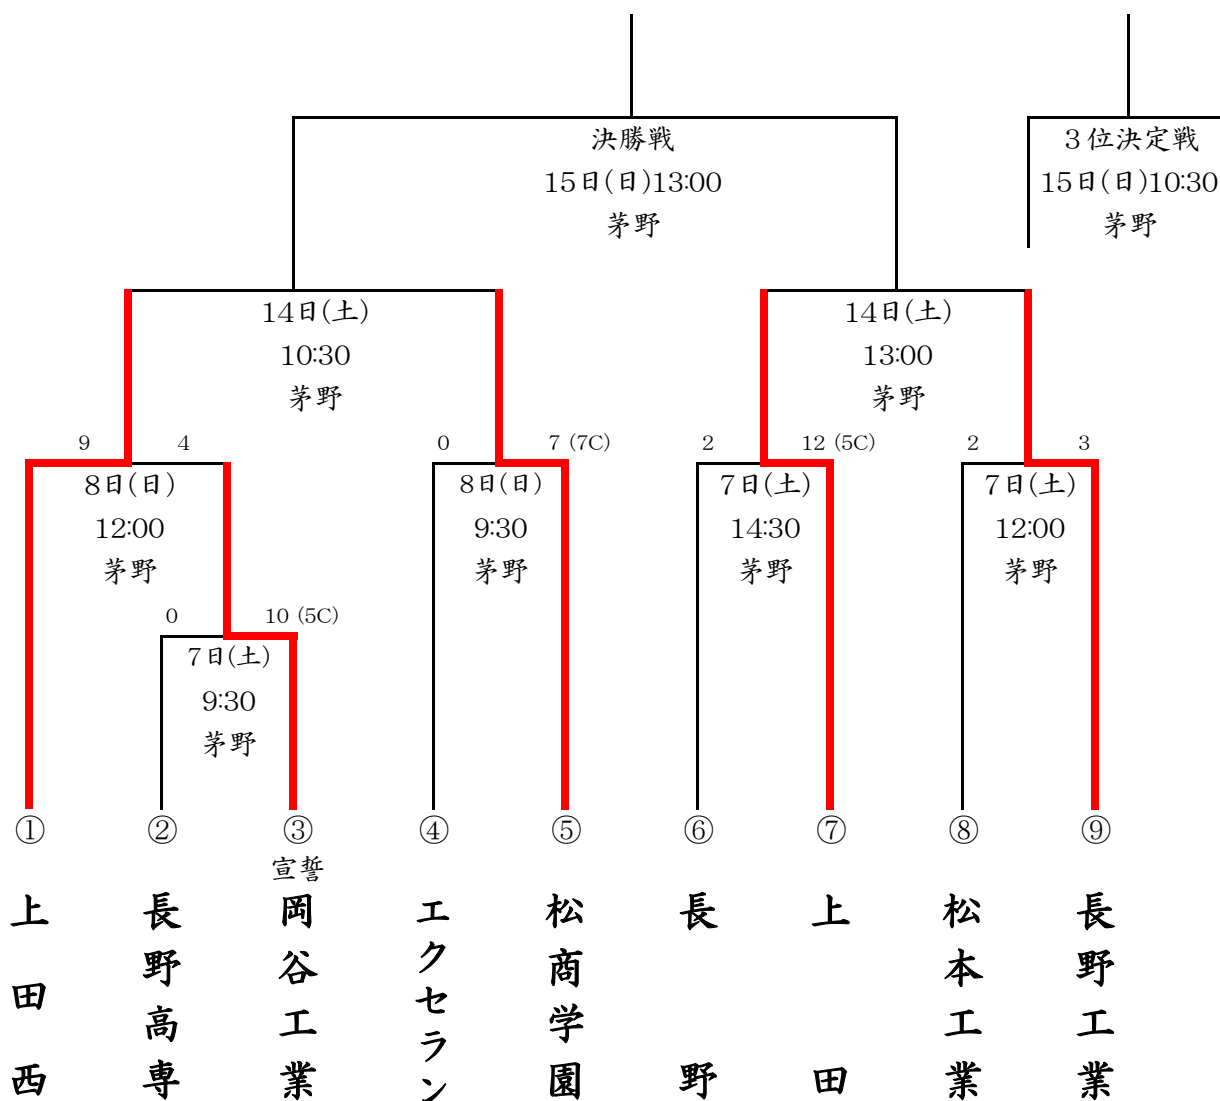 決勝戦
15日(日)13:00
茅野
3位決定戦
15日(日)10:30
茅野
14日(土)
10:30
茅野
14日(土)
13:00
茅野
9 4
8日(日)
12:00
茅野
0 7 (7C)
8日(日)
9:30
茅野
2 12 (5C)
7日(土)
14:30
茅野
2 3
7日(土)
12:00
茅野
0 10 (5C)
7日(土)
9:30
茅野
① ② ③ ④ ⑤ ⑥ ⑦ ⑧ ⑨
宣誓
上田西
長野高専
岡谷工業
エクセラン
松商学園
長野
上田
松本工業
長野工業